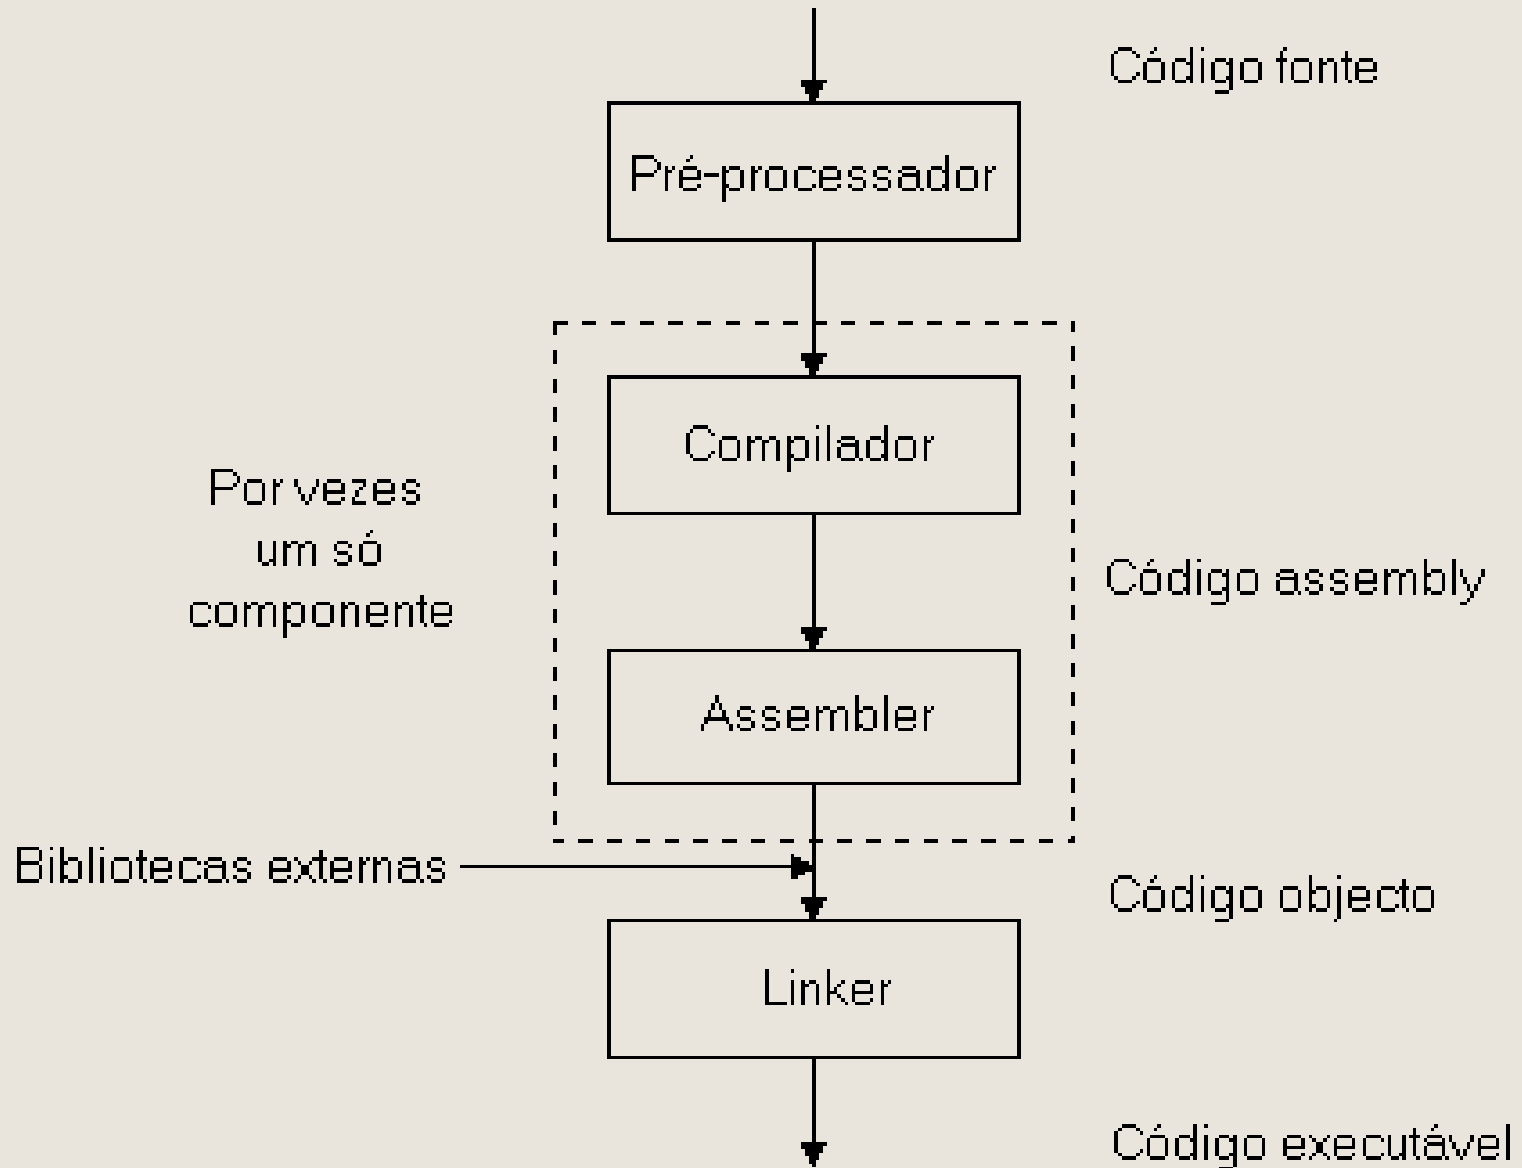 Código fonte
Pré-processador
Compilador
Por vezes
um só
componente
Código assembly
Assembler
Bibliotecas externas
Código objecto
Linker
Código executável